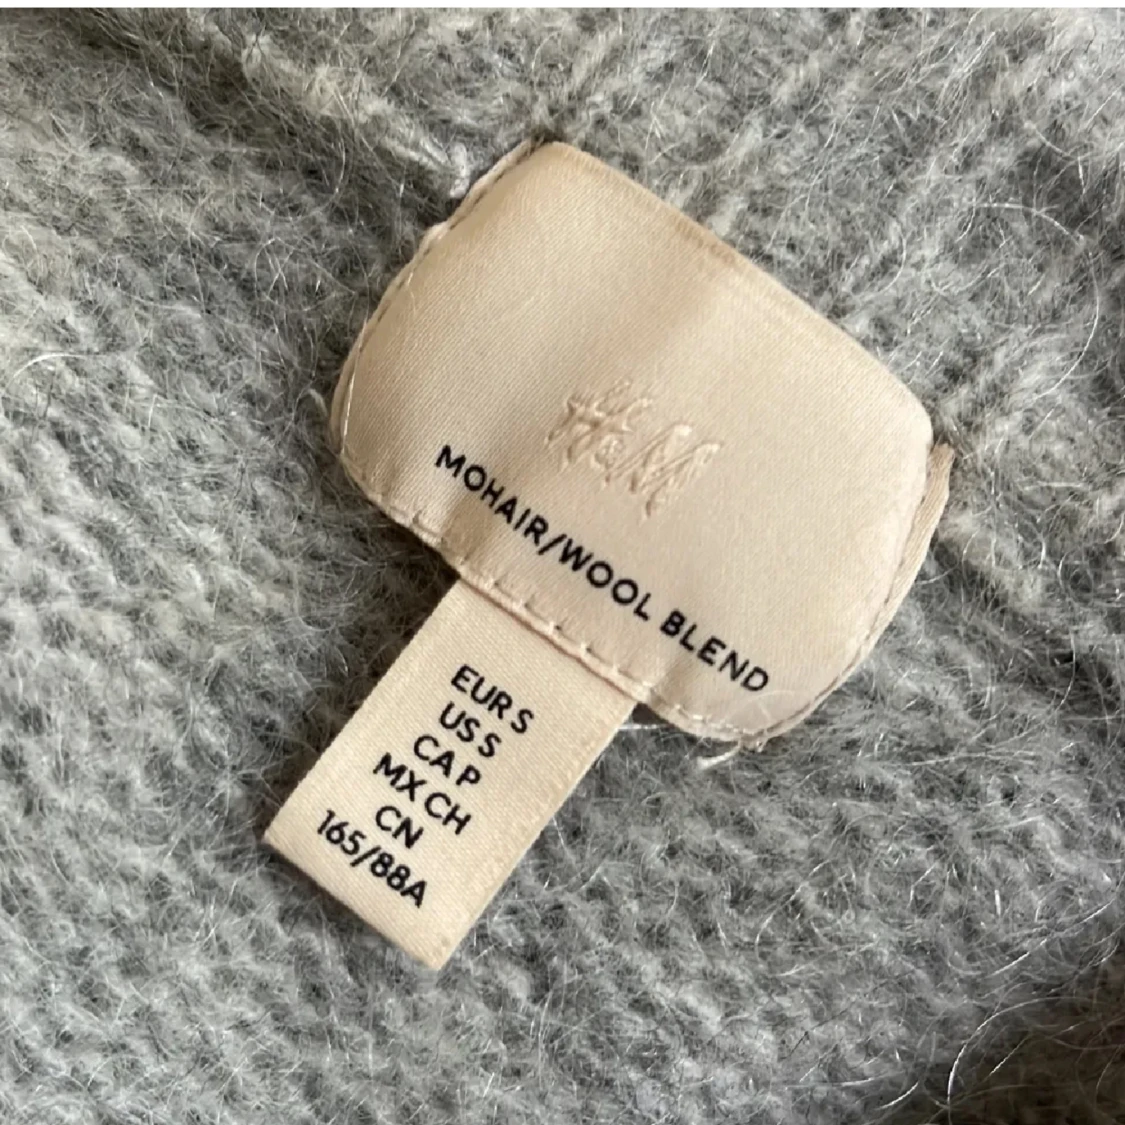 H&M
MOHAIR/WOOL BLEND
EUR S
US S
CA P
MX CH
CN
165/88A